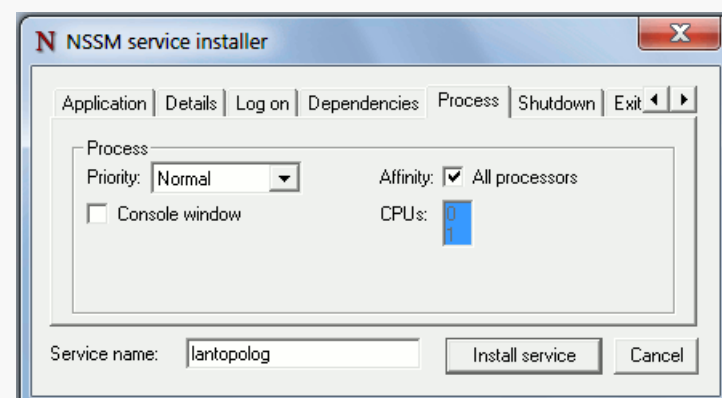 N NSSM service installer
Application Details Log on Dependencies Process Shutdown Exit
Process
Priority: Normal Affinity: All processors
Console window CPUs: 0
1
Service name: lantopolog Install service Cancel